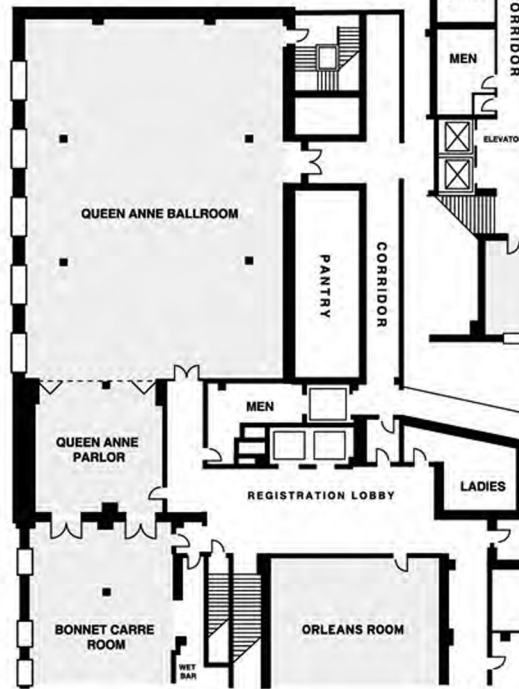 CORRIDOR
MEN
ELEVATO
QUEEN ANNE BALLROOM
PANTRY
CORRIDOR
MEN
QUEEN ANNE
PARLOR
REGISTRATION LOBBY
LADIES
BONNET CARRE
ROOM
ORLEANS ROOM
WET
BAR